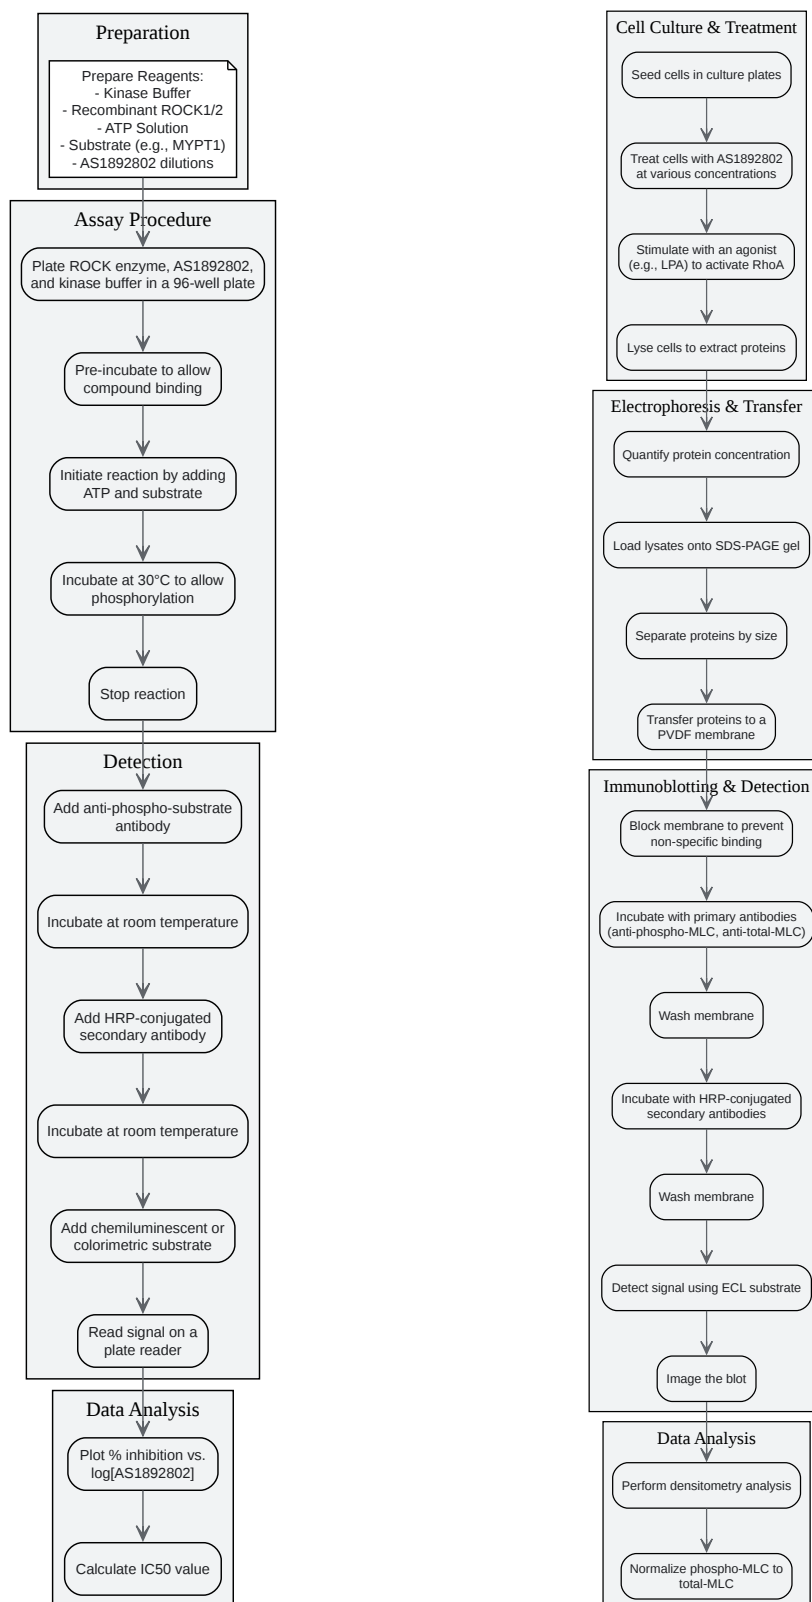 Preparation
Prepare Reagents:
- Kinase Buffer
- Recombinant ROCK1/2
- ATP Solution
- Substrate (e.g., MYPT1)
- AS1892802 dilutions
Assay Procedure
Plate ROCK enzyme, AS1892802,
and kinase buffer in a 96-well plate
Pre-incubate to allow
compound binding
Initiate reaction by adding
ATP and substrate
Incubate at 30°C to allow
phosphorylation
Stop reaction
Detection
Add anti-phospho-substrate
antibody
Incubate at room temperature
Add HRP-conjugated
secondary antibody
Incubate at room temperature
Add chemiluminescent or
colorimetric substrate
Read signal on a
plate reader
Data Analysis
Plot % inhibition vs.
log[AS1892802]
Calculate IC50 value
Cell Culture & Treatment
Seed cells in culture plates
Treat cells with AS1892802
at various concentrations
Stimulate with an agonist
(e.g., LPA) to activate RhoA
Lyse cells to extract proteins
Electrophoresis & Transfer
Quantify protein concentration
Load lysates onto SDS-PAGE gel
Separate proteins by size
Transfer proteins to a
PVDF membrane
Immunoblotting & Detection
Block membrane to prevent
non-specific binding
Incubate with primary antibodies
(anti-phospho-MLC, anti-total-MLC)
Wash membrane
Incubate with HRP-conjugated
secondary antibodies
Wash membrane
Detect signal using ECL substrate
Image the blot
Data Analysis
Perform densitometry analysis
Normalize phospho-MLC to
total-MLC